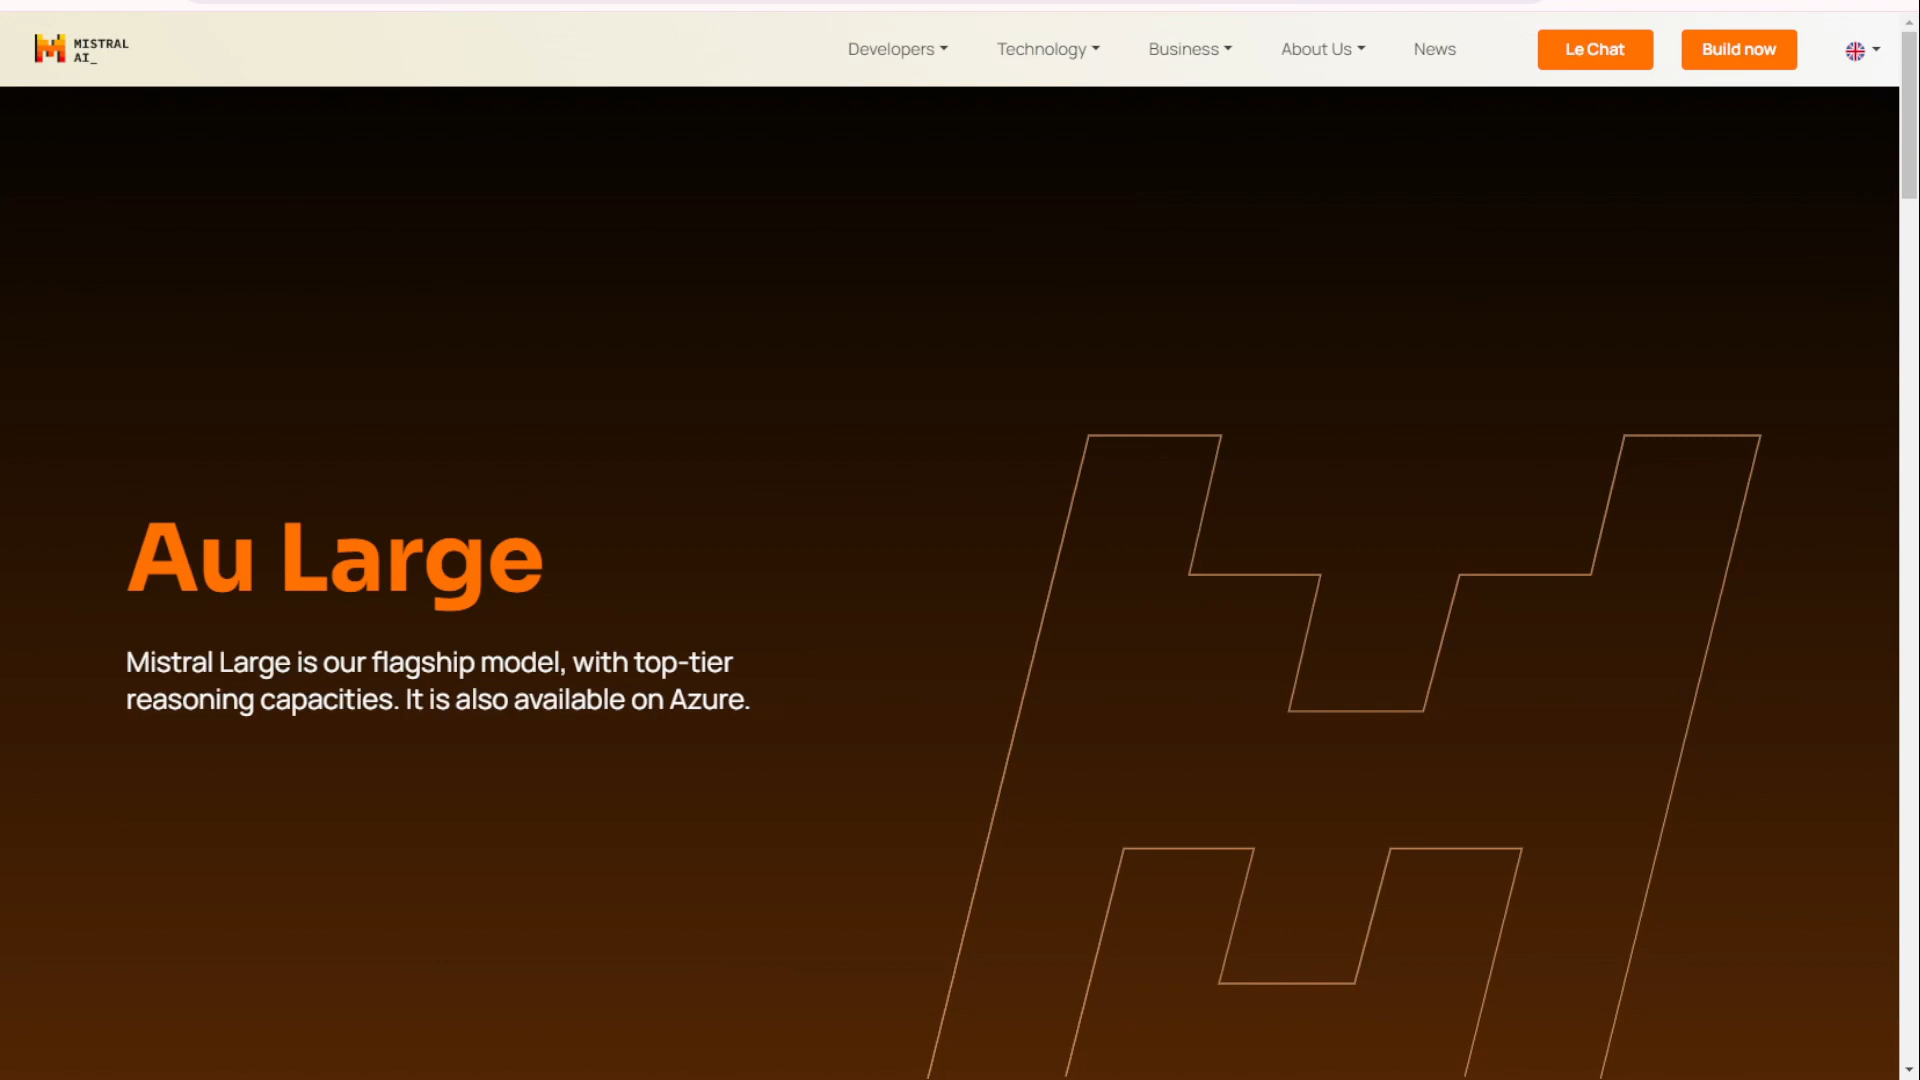 MISTRAL
AI_
Developers
Technology
Business
About Us
News
Le Chat
Build now
Au Large
Mistral Large is our flagship model, with top-tier
reasoning capacities. It is also available on Azure.